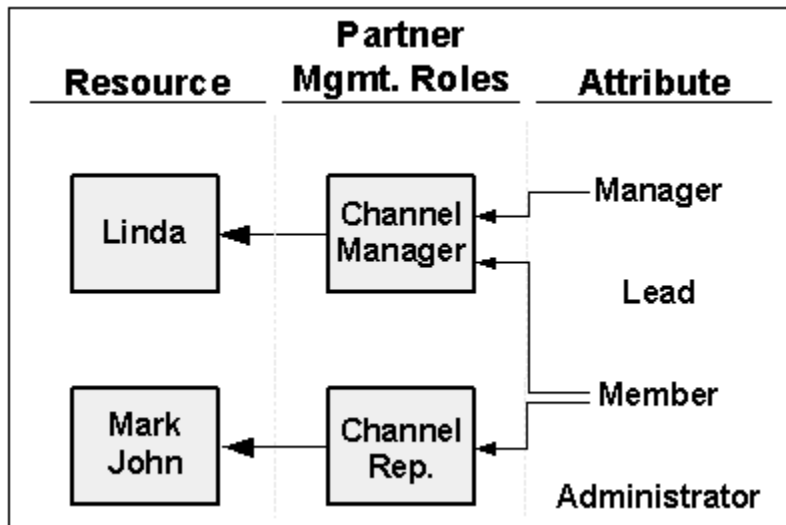 Partner
Resource Mgmt. Roles Attribute
Linda
Channel
Manager
Manager
Lead
Member
Mark
John
Channel
Rep.
Administrator